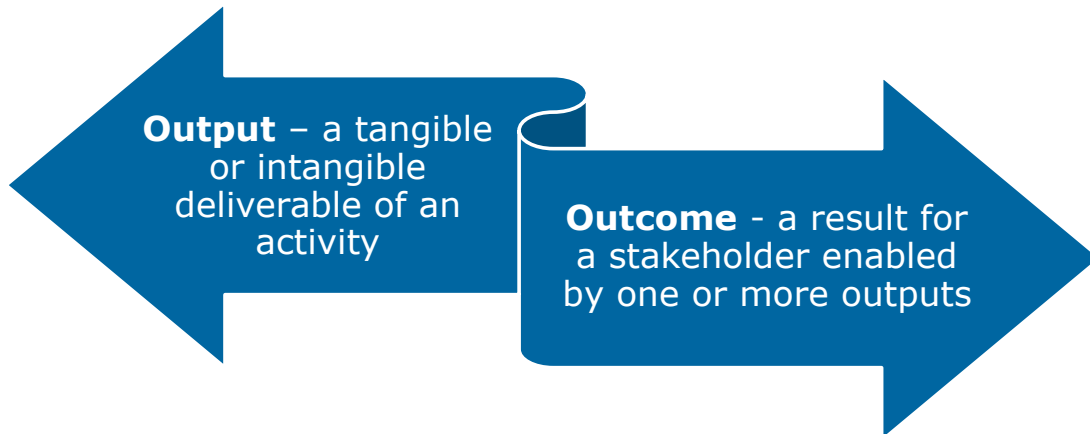 Output – a tangible
or intangible
deliverable of an
activity
Outcome - a result for
a stakeholder enabled
by one or more outputs